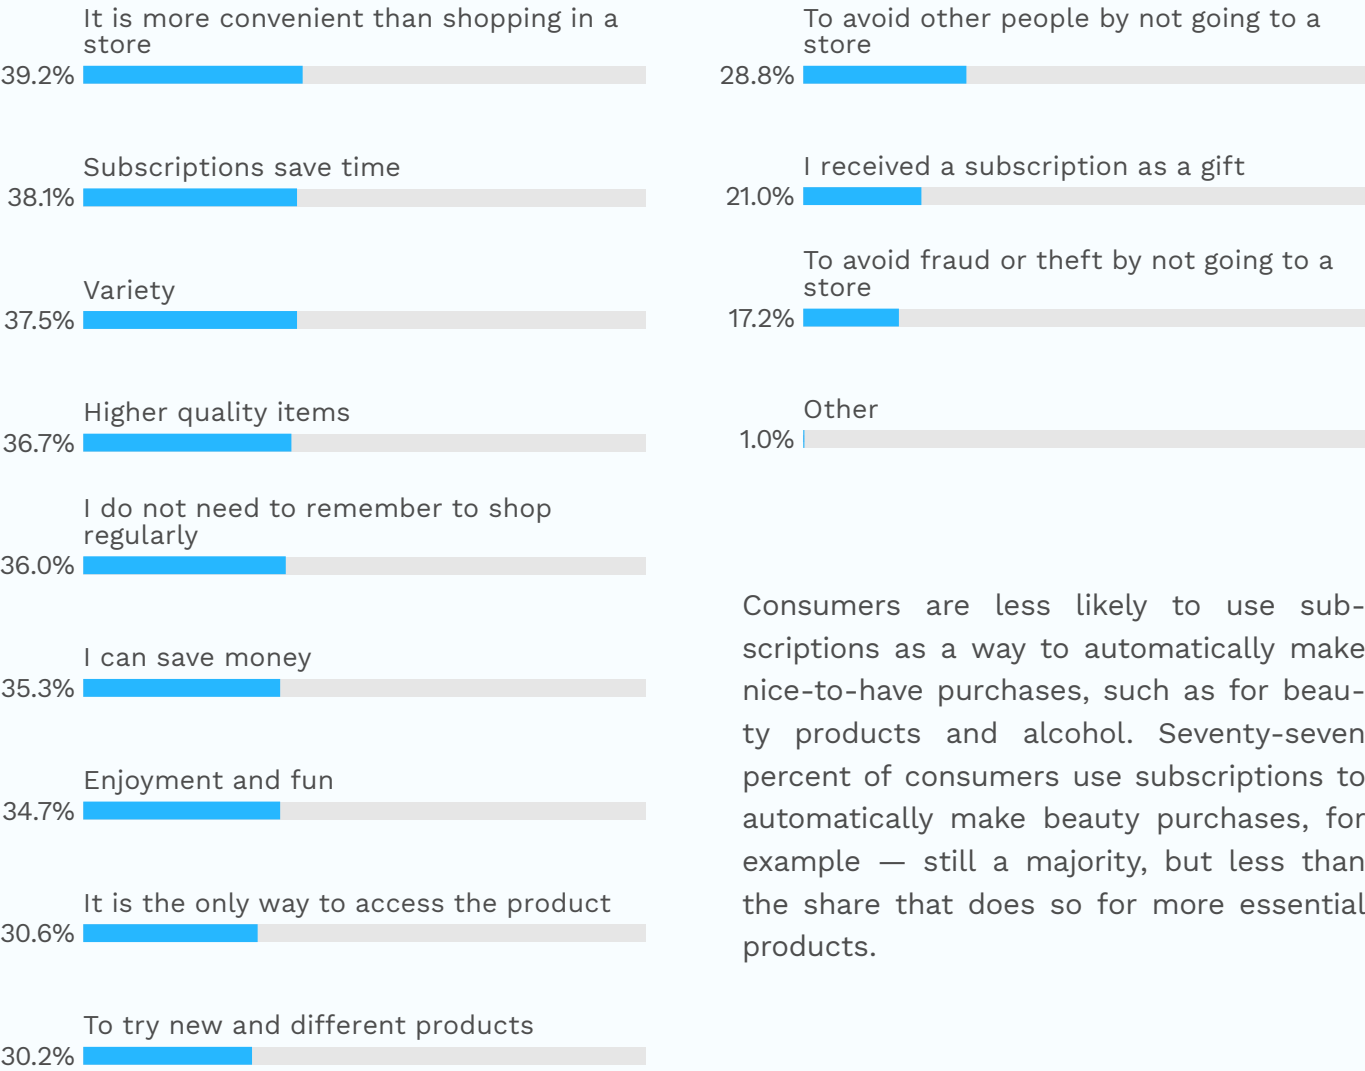 It is more convenient than shopping in a
store
39.2%
Subscriptions save time
38.1%
Variety
37.5%
Higher quality items
36.7%
I do not need to remember to shop
regularly
36.0%
I can save money
35.3%
Enjoyment and fun
34.7%
It is the only way to access the product
30.6%
To try new and different products
30.2%
To avoid other people by not going to a
store
28.8%
I received a subscription as a gift
21.0%
To avoid fraud or theft by not going to a
store
17.2%
Other
1.0%
Consumers are less likely to use sub-
scriptions as a way to automatically make
nice-to-have purchases, such as for beau-
ty products and alcohol. Seventy-seven
percent of consumers use subscriptions to
automatically make beauty purchases, for
example — still a majority, but less than
the share that does so for more essential
products.